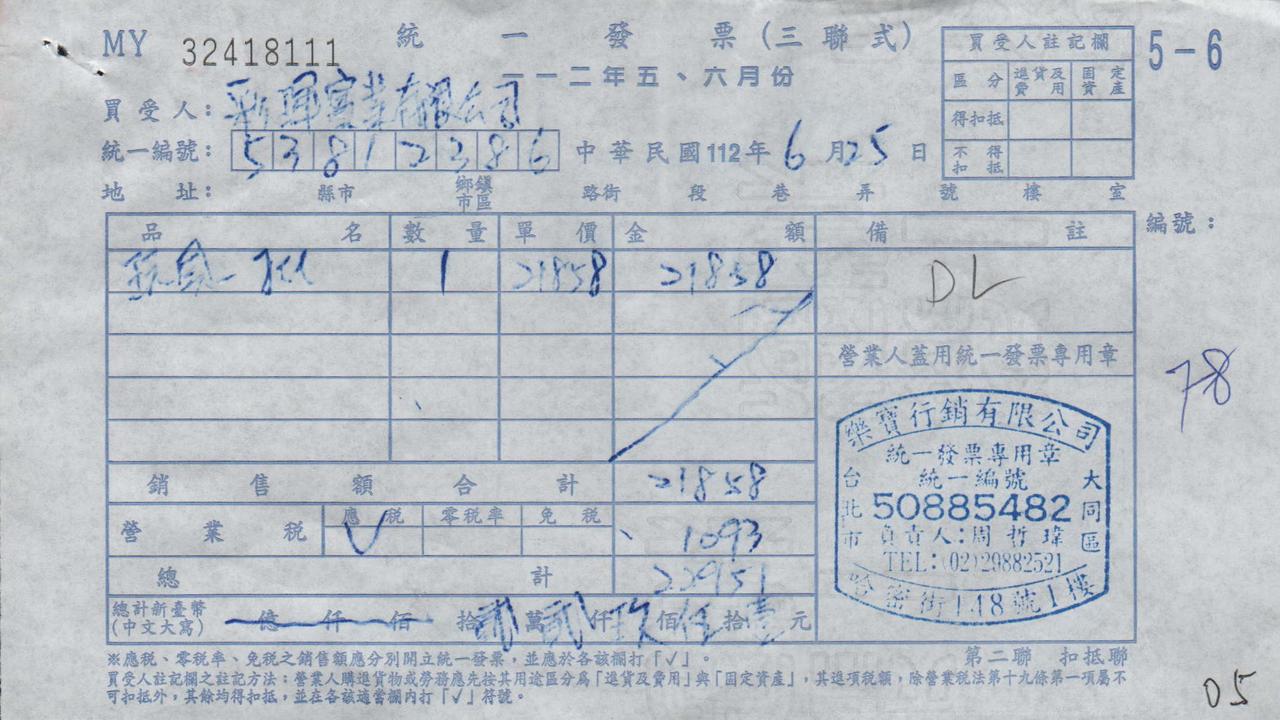 MY 32418111 統一發票(三聯式)
一一二年五、六月份
5-6
買受人: 實業有限公司
統一編號: 53812386 中華民國112年6月25日
地址: 縣市 鄉鎮市區 路街 段 巷 弄 號 樓 室
買受人註記欄
區分 進貨及費用 固定資產
得扣抵
不得扣抵
編號:
品名 數量 單價 金額 備註
1 21858 21858 DL
營業人蓋用統一發票專用章
78
銷售額合計 21858
營業稅 應稅 V 零稅率 免稅 1093
總計 22951
總計新臺幣(中文大寫) 億 仟 佰 拾 貳 萬 貳 仟 玖 佰 伍 拾 壹 元
樂寶行銷有限公司
統一發票專用章
統一編號
50885482
負責人:周哲瑋
TEL:(02)29882521
台北市 大同區
哈密街148號1樓
※應稅、零稅率、免稅之銷售額應分別開立統一發票,並應於各該欄打「✓」。
第二聯 扣抵聯
買受人註記欄之註記方法:營業人購進貨物或勞務應先按其用途區分為「進貨及費用」與「固定資產」,其進項稅額,除營業稅法第十九條第一項屬不
可扣抵外,其餘均得扣抵,並在各該適當欄內打「✓」符號。
05